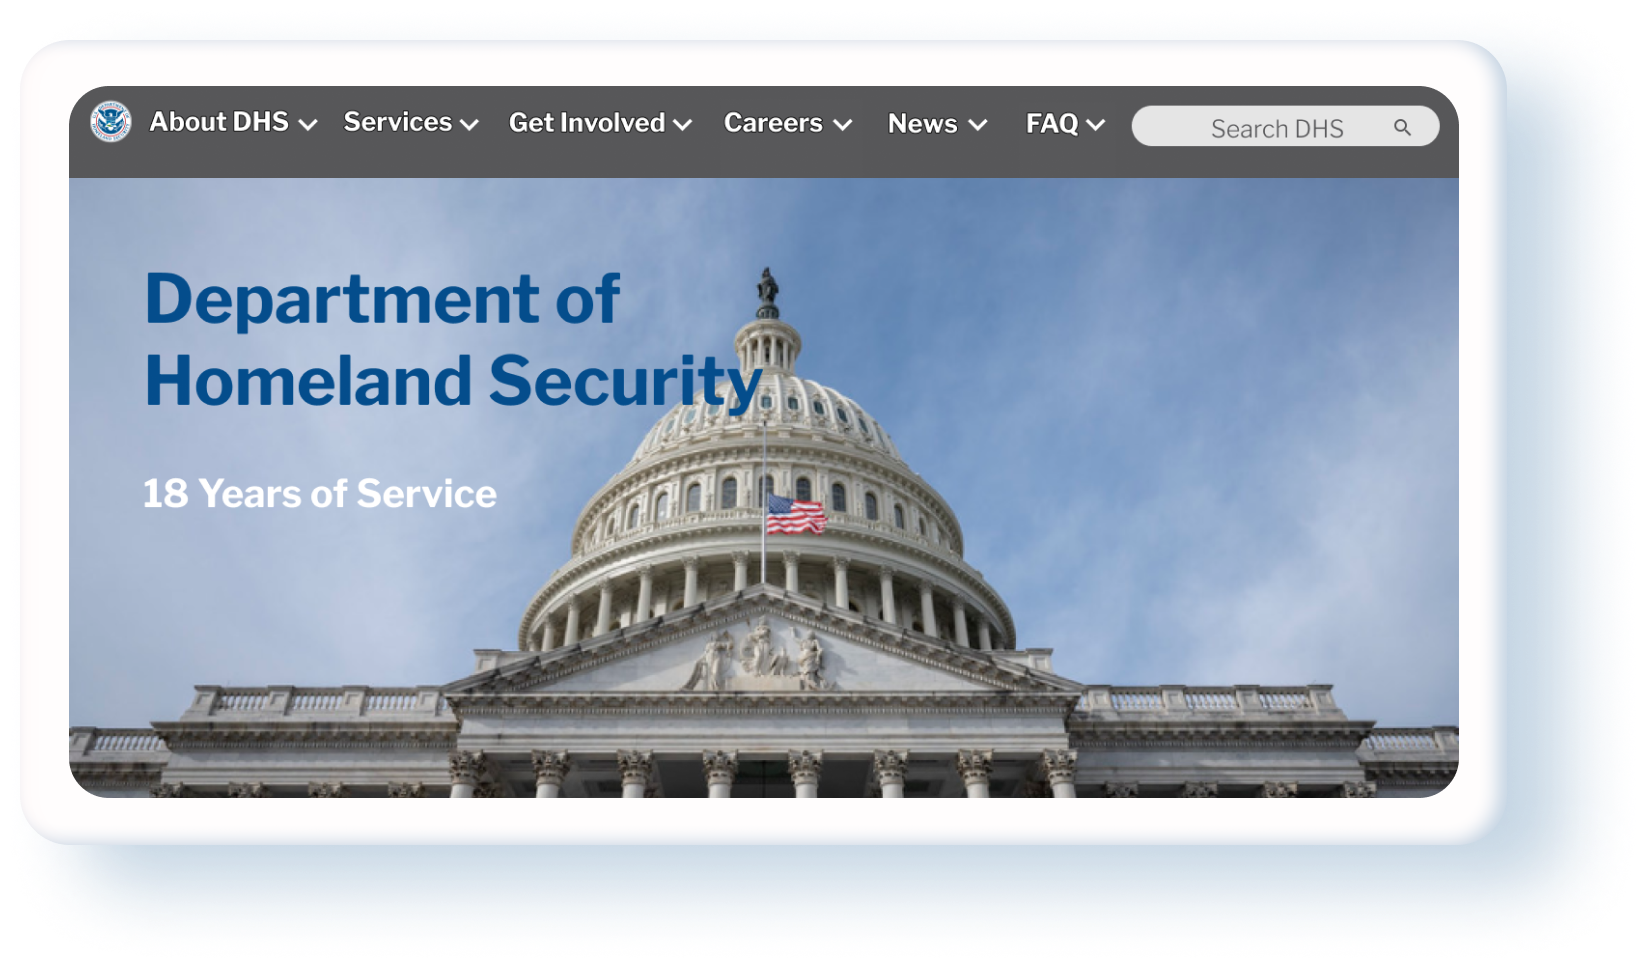 About DHS
Services
Get Involved
Careers
News
FAQ
Search DHS
Department of
Homeland Security
18 Years of Service